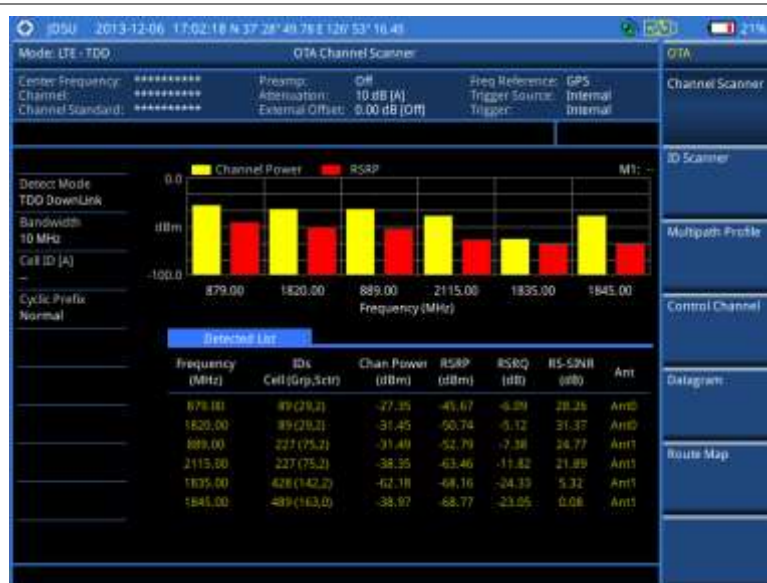 JDSU 2013-12-06 17:02:18 N 37° 28" 49.78 E 126° 53" 16.45 21%
Mode: LTE - TDD OTA Channel Scanner OTA
Center Frequency: ********** Preamp: Off Freq Reference: GPS
Channel: ********** Attenuation: 10 dB [A] Trigger Source: Internal
Channel Standard: ********** External Offset: 0.00 dB [Off] Trigger: Internal
Channel Scanner
ID Scanner
Multipath Profile
Control Channel
Datagram
Route Map
Detect Mode
TDD DownLink
Bandwidth
10 MHz
Cell ID [A]
--
Cyclic Prefix
Normal
Channel Power RSRP M1: --
0.0
dBm
-100.0
879.00 1820.00 889.00 2115.00 1835.00 1845.00
Frequency (MHz)
Detected List
Frequency IDs Chan Power RSRP RSRQ RS-SINR Ant
(MHz) Cell (Grp,Sctr) (dBm) (dBm) (dB) (dB)
879.00 89 (29,2) -27.35 -45.67 -6.09 28.26 Ant0
1820.00 89 (29,2) -31.45 -50.74 -5.12 31.37 Ant0
889.00 227 (75,2) -31.49 -52.79 -7.38 24.77 Ant1
2115.00 227 (75,2) -38.35 -63.46 -11.82 21.89 Ant1
1835.00 428 (142,2) -62.18 -68.16 -24.33 5.32 Ant1
1845.00 489 (163,0) -38.97 -68.77 -23.05 0.08 Ant1